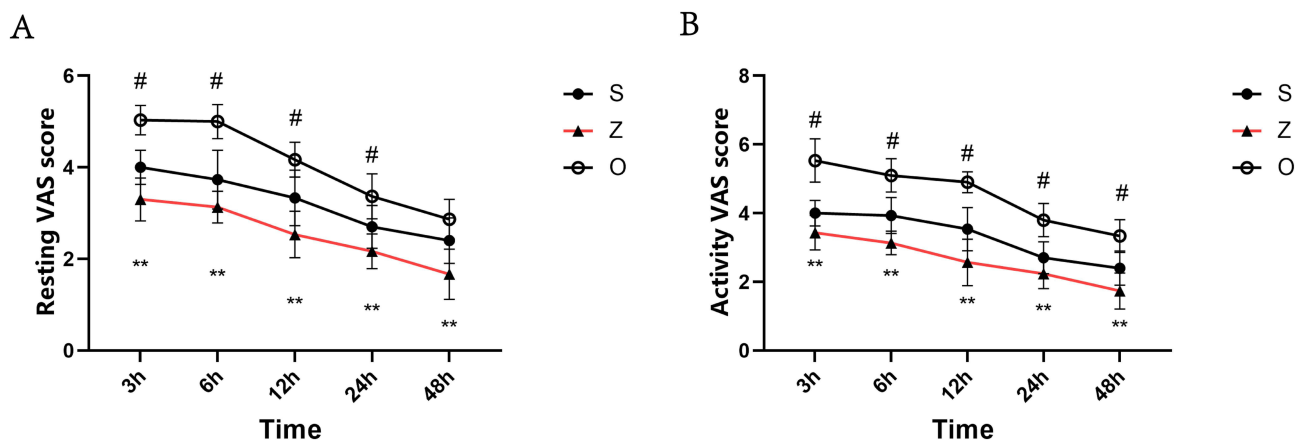 A
Resting VAS score
6
4
2
0
# # # #
** ** ** ** **
3h 6h 12h 24h 48h
Time
S
Z
O
B
Activity VAS score
8
6
4
2
0
# # # # #
** ** ** ** **
3h 6h 12h 24h 48h
Time
S
Z
O